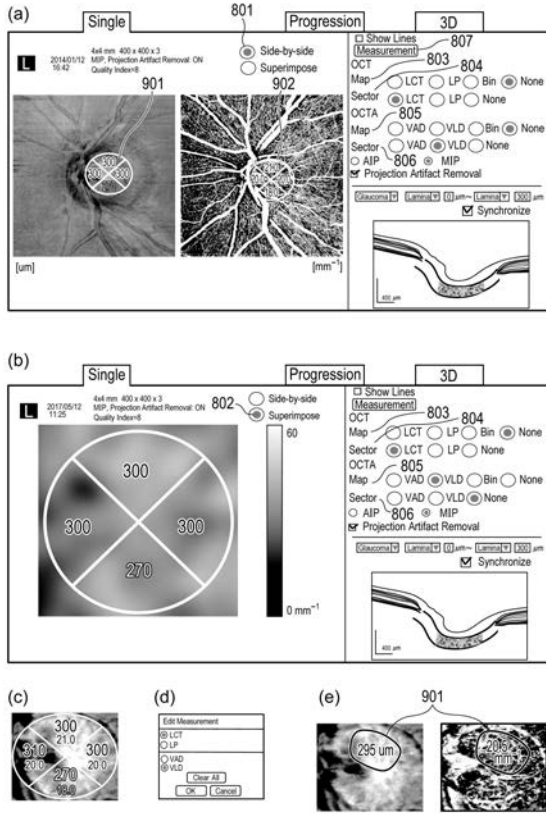 (a)
801
Single
Progression
3D
L
2014/01/12
16:42
4x4 mm 400 x 400 x 3
MIP, Projection Artifact Removal: ON
Quality Index=8
Side-by-side
Superimpose
901
902
300
300 300
[um]
[mm⁻¹]
Show Lines
Measurement 807
OCT 803 804
Map LCT LP Bin None
Sector LCT LP None
OCTA 805
Map VAD VLD Bin None
Sector VAD VLD None
806
AIP MIP
Projection Artifact Removal
Glaucoma Lamina 0 μm~ Lamina 300 μm
Synchronize
400 μm
(b)
Single
Progression
3D
L
2017/05/12
11:25
4x4 mm 400 x 400 x 3
MIP, Projection Artifact Removal: ON
Quality Index=8
802
Side-by-side
Superimpose
300
300 300
270
60
0 mm⁻¹
Show Lines
Measurement
OCT 803 804
Map LCT LP Bin None
Sector LCT LP None
OCTA 805
Map VAD VLD Bin None
Sector VAD VLD None
806
AIP MIP
Projection Artifact Removal
Glaucoma Lamina 0 μm~ Lamina 300 μm
Synchronize
400 μm
(c)
300
21.0
310 300
20.0 20.0
270
18.0
(d)
Edit Measurement
LCT
LP
VAD
VLD
Clear All
OK Cancel
(e)
901
295 um
20.5
mm